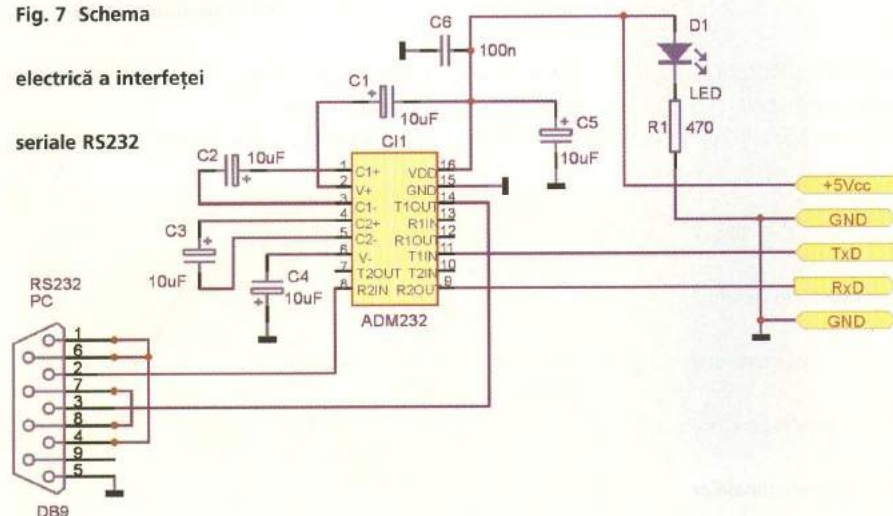 Fig. 7 Schema
electrică a interfeței
seriale RS232
C6
100n
D1
LED
R1 470
C1
+
10uF
C5
+
10uF
C2
10uF
+
CI1
1 C1+ VDD 16
2 V+ GND 15
3 C1- T1OUT 14
4 C2+ R1IN 13
5 C2- R1OUT 12
6 V- T1IN 11
7 T2OUT T2IN 10
8 R2IN R2OUT 9
ADM232
C3
+
10uF
C4
10uF
+
+5Vcc
GND
TxD
RxD
GND
RS232
PC
1
6
2
7
3
8
4
9
5
DB9